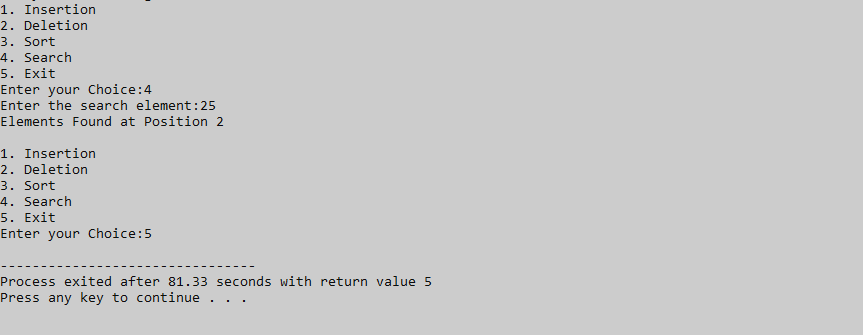 1. Insertion
2. Deletion
3. Sort
4. Search
5. Exit
Enter your Choice:4
Enter the search element:25
Elements Found at Position 2
1. Insertion
2. Deletion
3. Sort
4. Search
5. Exit
Enter your Choice:5
--------------------------------
Process exited after 81.33 seconds with return value 5
Press any key to continue . . .